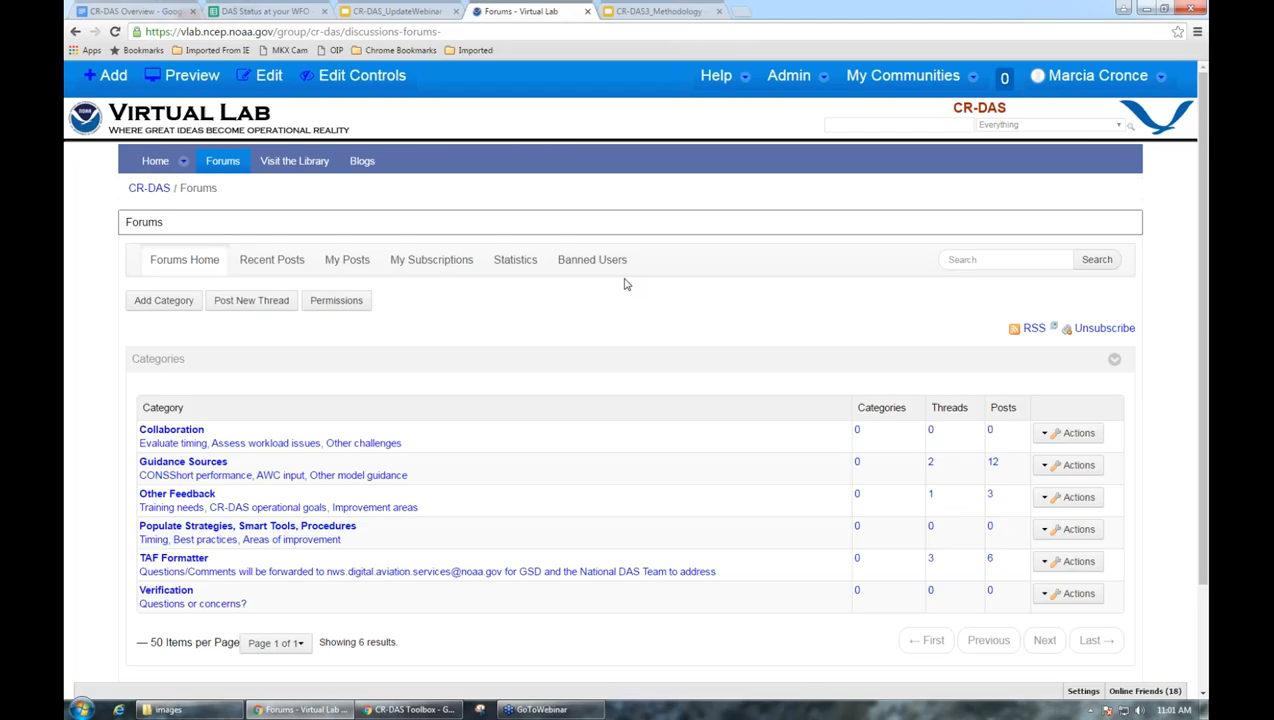 CR-DAS Overview - Goog
DAS Status at your WFO
CR-DAS_UpdateWebinar
Forums - Virtual Lab
CR-DAS3_Methodology
https://vlab.ncep.noaa.gov/group/cr-das/discussions-forums-
Apps Bookmarks Imported From IE MKX Cam OIP Chrome Bookmarks Imported
+ Add Preview Edit Edit Controls Help Admin My Communities 0 Marcia Cronce
VIRTUAL LAB
WHERE GREAT IDEAS BECOME OPERATIONAL REALITY
CR-DAS
Everything
Home Forums Visit the Library Blogs
CR-DAS / Forums
Forums
Forums Home Recent Posts My Posts My Subscriptions Statistics Banned Users Search Search
Add Category Post New Thread Permissions
RSS Unsubscribe
Categories
Category Categories Threads Posts
Collaboration 0 0 0 Actions
Evaluate timing, Assess workload issues, Other challenges
Guidance Sources 0 2 12 Actions
CONSShort performance, AWC input, Other model guidance
Other Feedback 0 1 3 Actions
Training needs, CR-DAS operational goals, Improvement areas
Populate Strategies, Smart Tools, Procedures 0 0 0 Actions
Timing, Best practices, Areas of improvement
TAF Formatter 0 3 6 Actions
Questions/Comments will be forwarded to nws.digital.aviation.services@noaa.gov for GSD and the National DAS Team to address
Verification 0 0 0 Actions
Questions or concerns?
— 50 Items per Page Page 1 of 1 Showing 6 results. ← First Previous Next Last →
Settings Online Friends (18)
images Forums - Virtual Lab ... CR-DAS Toolbox - G... GoToWebinar 11:01 AM